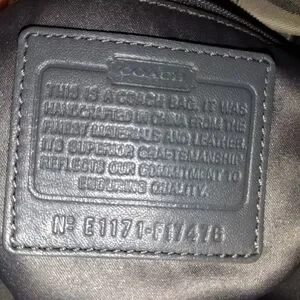 COACH
THIS IS A COACH BAG. IT WAS
HANDCRAFTED IN CHINA FROM THE
FINEST MATERIALS AND LEATHER.
ITS SUPERIOR CRAFTSMANSHIP
REFLECTS OUR COMMITMENT TO
ENDURING QUALITY.
Nº E1171-F17476